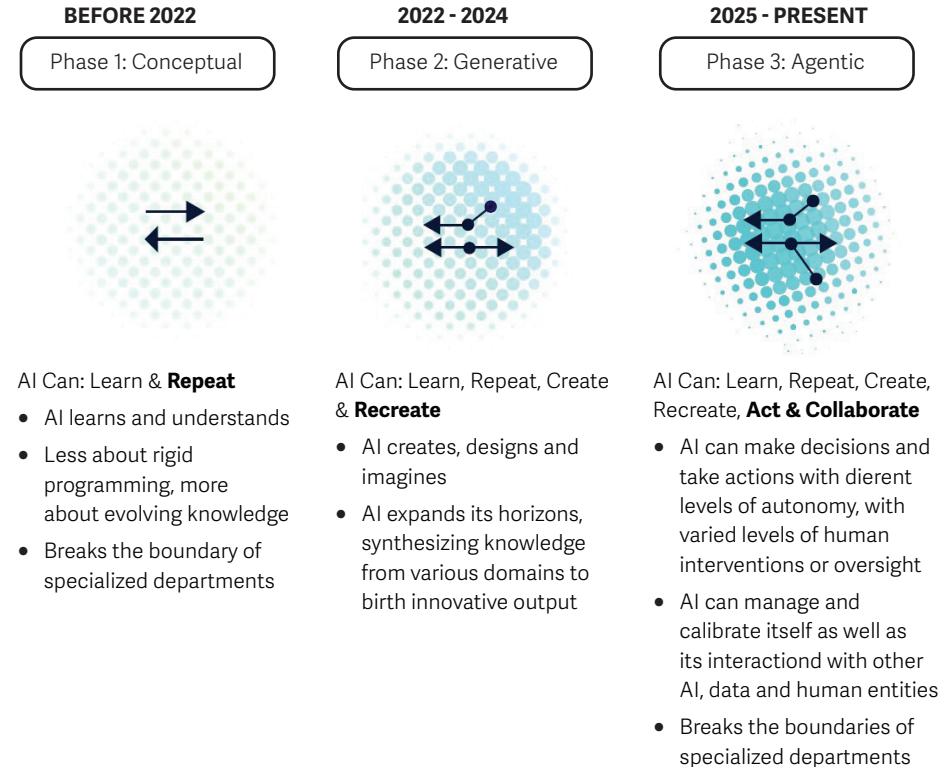 BEFORE 2022
Phase 1: Conceptual
AI Can: Learn & Repeat
• AI learns and understands
• Less about rigid
programming, more
about evolving knowledge
• Breaks the boundary of
specialized departments
2022 - 2024
Phase 2: Generative
AI Can: Learn, Repeat, Create
& Recreate
• AI creates, designs and
imagines
• AI expands its horizons,
synthesizing knowledge
from various domains to
birth innovative output
2025 - PRESENT
Phase 3: Agentic
AI Can: Learn, Repeat, Create,
Recreate, Act & Collaborate
• AI can make decisions and
take actions with dierent
levels of autonomy, with
varied levels of human
interventions or oversight
• AI can manage and
calibrate itself as well as
its interactiond with other
AI, data and human entities
• Breaks the boundaries of
specialized departments